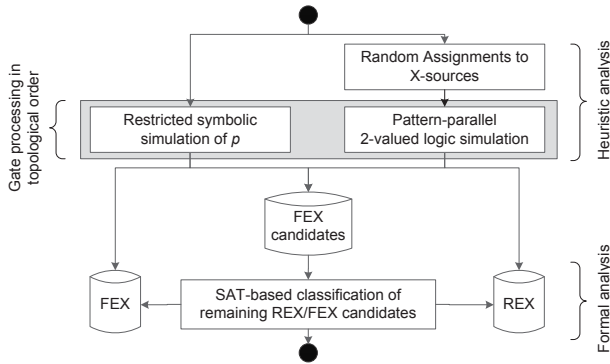 Random Assignments to
X-sources
Restricted symbolic
simulation of p
Pattern-parallel
2-valued logic simulation
Gate processing in
topological order
Heuristic analysis
FEX
candidates
FEX
SAT-based classification of
remaining REX/FEX candidates
REX
Formal analysis